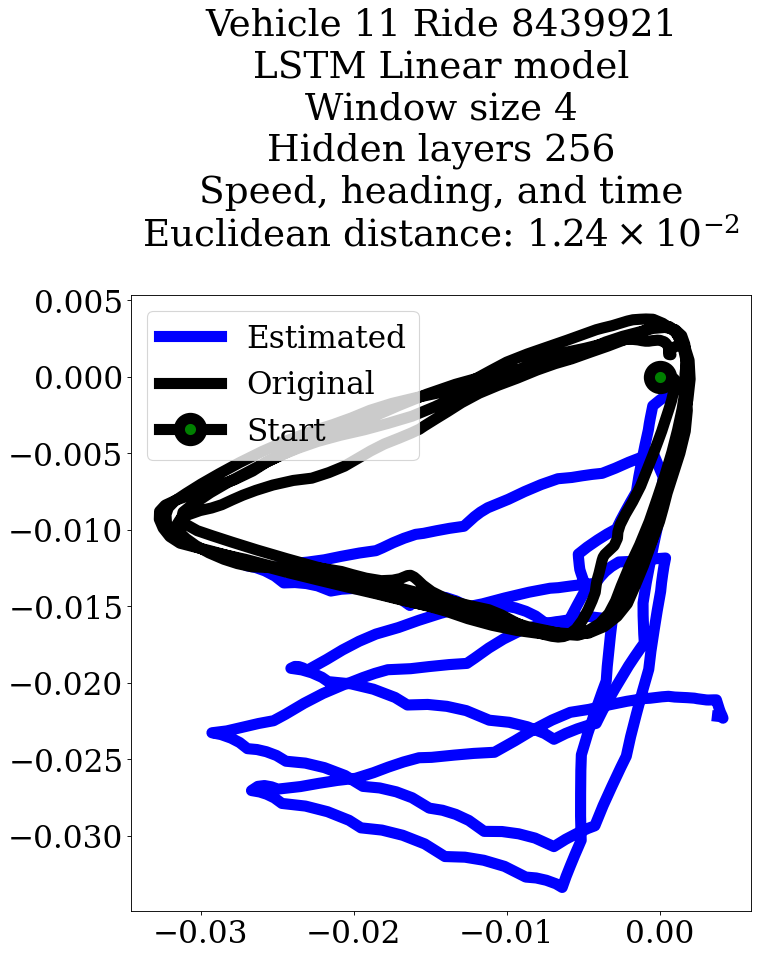 Vehicle 11 Ride 8439921
LSTM Linear model
Window size 4
Hidden layers 256
Speed, heading, and time
Euclidean distance: 1.24 × 10⁻²
0.005
0.000
−0.005
−0.010
−0.015
−0.020
−0.025
−0.030
Estimated
Original
Start
−0.03
−0.02
−0.01
0.00